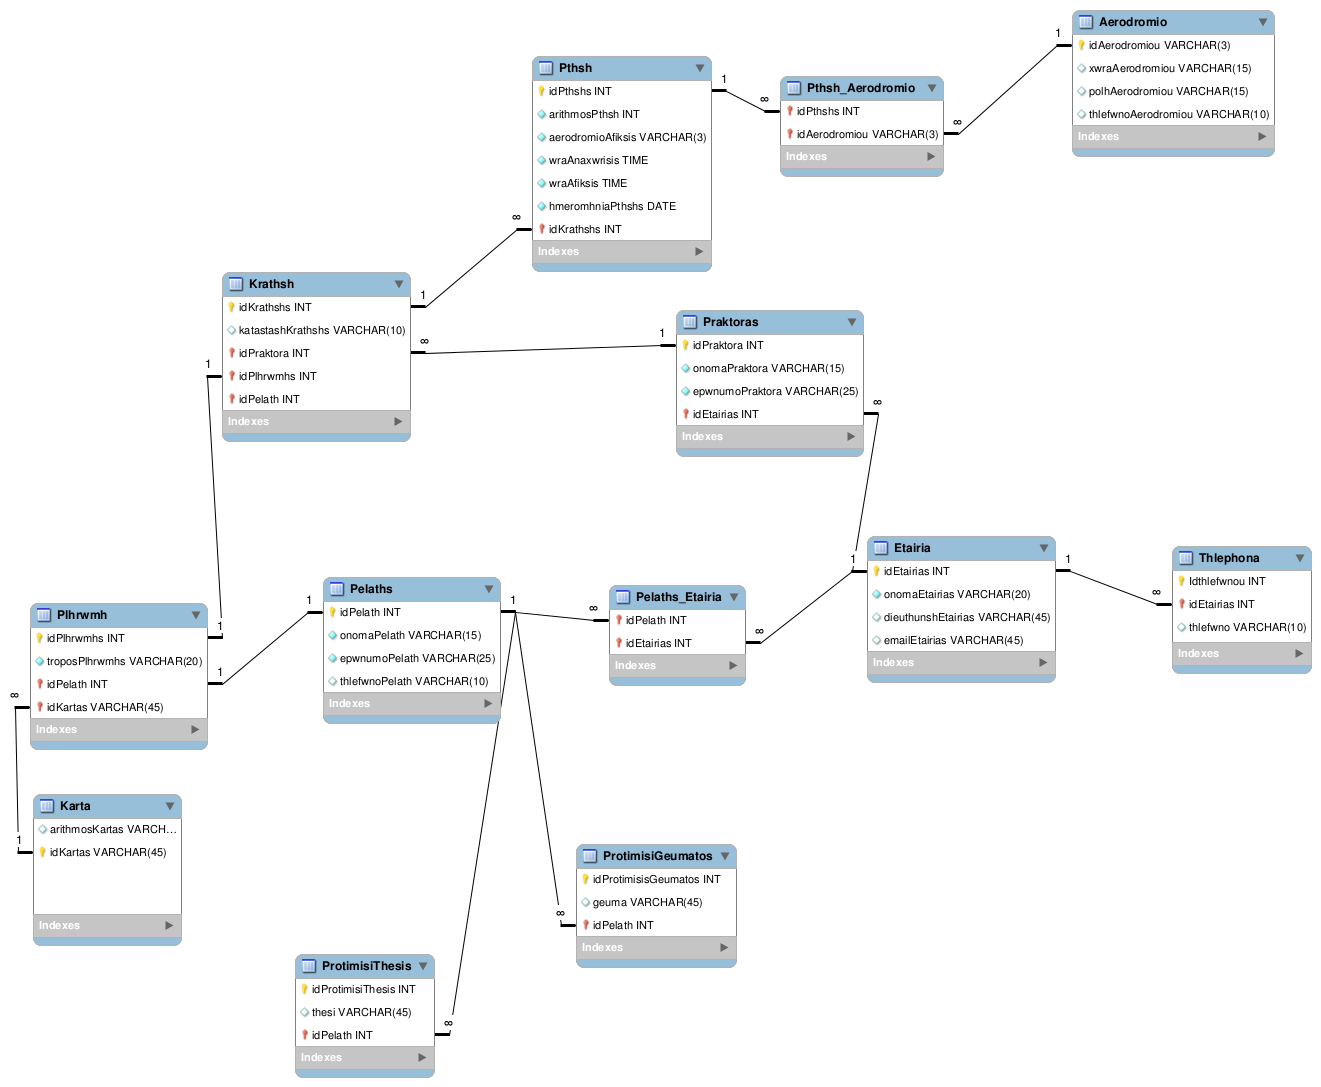 Aerodromio
idAerodromiou VARCHAR(3)
xwraAerodromiou VARCHAR(15)
polhAerodromiou VARCHAR(15)
thlefwnoAerodromiou VARCHAR(10)
Indexes
Pthsh
idPthshs INT
arithmosPthsh INT
aerodromioAfiksis VARCHAR(3)
wraAnaxwrisis TIME
wraAfiksis TIME
hmeromhniaPthshs DATE
idKrathshs INT
Indexes
Pthsh_Aerodromio
idPthshs INT
idAerodromiou VARCHAR(3)
Indexes
1
∞
∞
1
∞
1
Krathsh
idKrathshs INT
katastashKrathshs VARCHAR(10)
idPraktora INT
idPlhrwmhs INT
idPelath INT
Indexes
∞
1
1
1
Praktoras
idPraktora INT
onomaPraktora VARCHAR(15)
epwnumoPraktora VARCHAR(25)
idEtairias INT
Indexes
∞
1
Etairia
idEtairias INT
onomaEtairias VARCHAR(20)
dieuthunshEtairias VARCHAR(45)
emailEtairias VARCHAR(45)
Indexes
1
∞
Thlephona
Idthlefwnou INT
idEtairias INT
thlefwno VARCHAR(10)
Indexes
Plhrwmh
idPlhrwmhs INT
troposPlhrwmhs VARCHAR(20)
idPelath INT
idKartas VARCHAR(45)
Indexes
1
1
∞
1
Pelaths
idPelath INT
onomaPelath VARCHAR(15)
epwnumoPelath VARCHAR(25)
thlefwnoPelath VARCHAR(10)
Indexes
1
∞
Pelaths_Etairia
idPelath INT
idEtairias INT
Indexes
∞
Karta
arithmosKartas VARCH...
idKartas VARCHAR(45)
Indexes
ProtimisiGeumatos
idProtimisisGeumatos INT
geuma VARCHAR(45)
idPelath INT
Indexes
∞
ProtimisiThesis
idProtimisiThesis INT
thesi VARCHAR(45)
idPelath INT
Indexes
∞